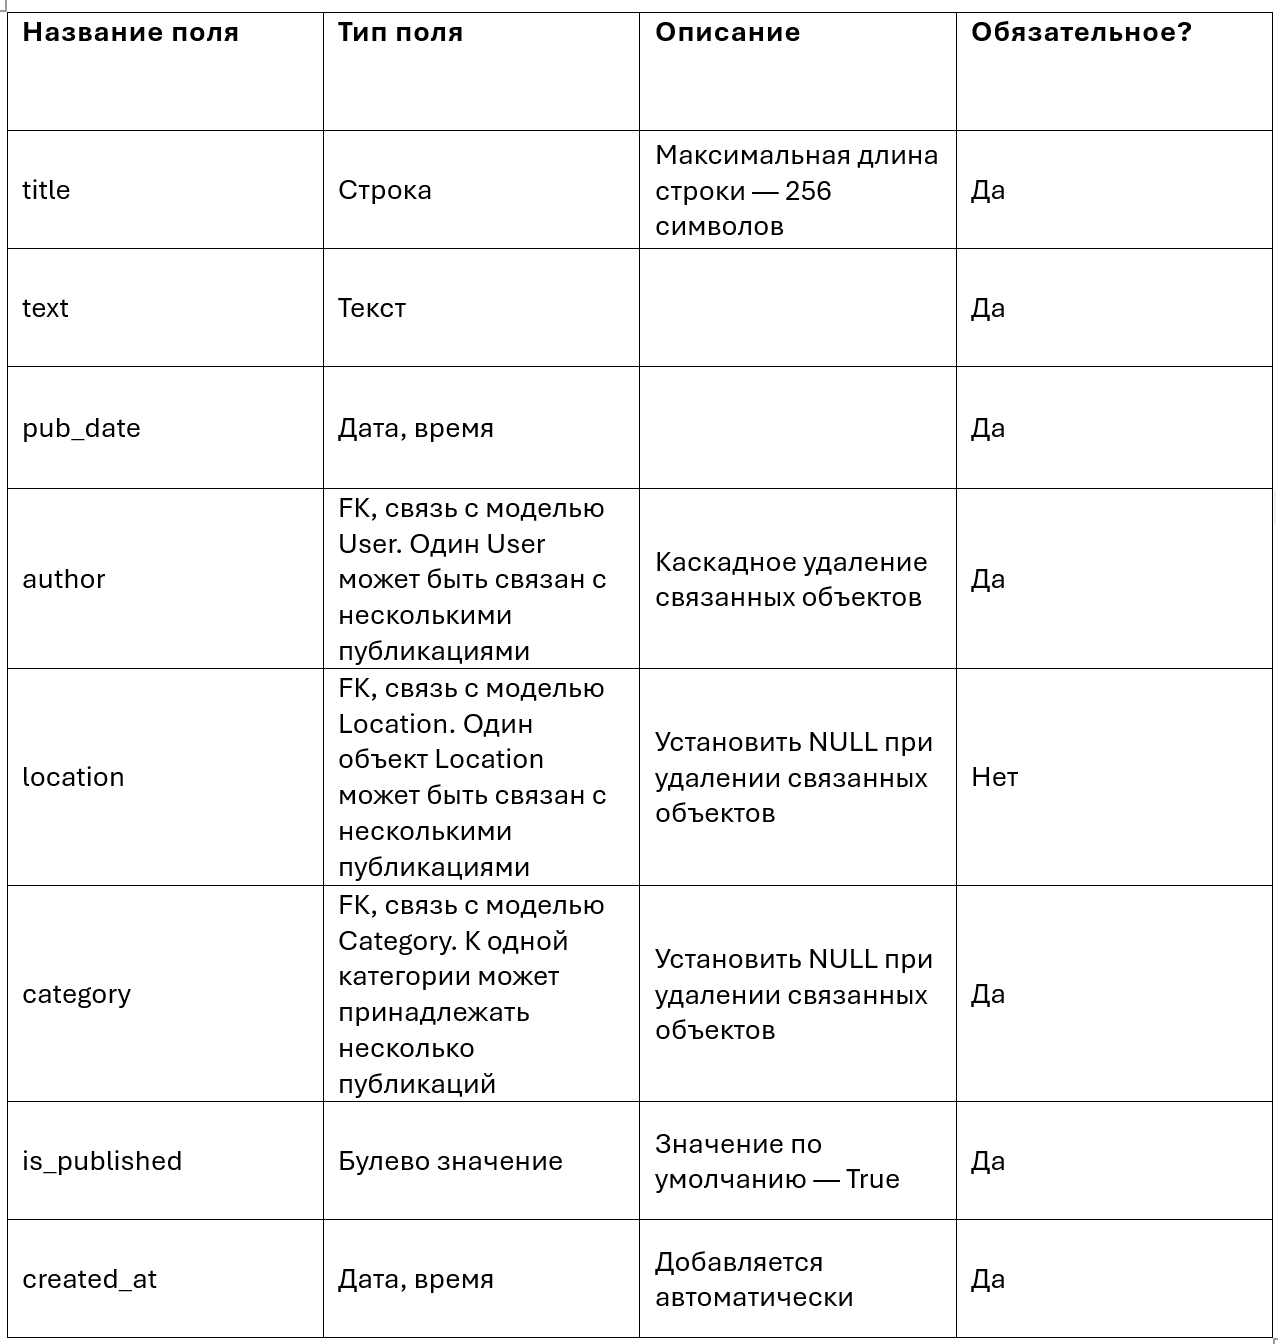 Название поля
Тип поля
Описание
Обязательное?
title
Строка
Максимальная длина
строки — 256
символов
Да
text
Текст
Да
pub_date
Дата, время
Да
author
FK, связь с моделью
User. Один User
может быть связан с
несколькими
публикациями
Каскадное удаление
связанных объектов
Да
location
FK, связь с моделью
Location. Один
объект Location
может быть связан с
несколькими
публикациями
Установить NULL при
удалении связанных
объектов
Нет
category
FK, связь с моделью
Category. К одной
категории может
принадлежать
несколько
публикаций
Установить NULL при
удалении связанных
объектов
Да
is_published
Булево значение
Значение по
умолчанию — True
Да
created_at
Дата, время
Добавляется
автоматически
Да